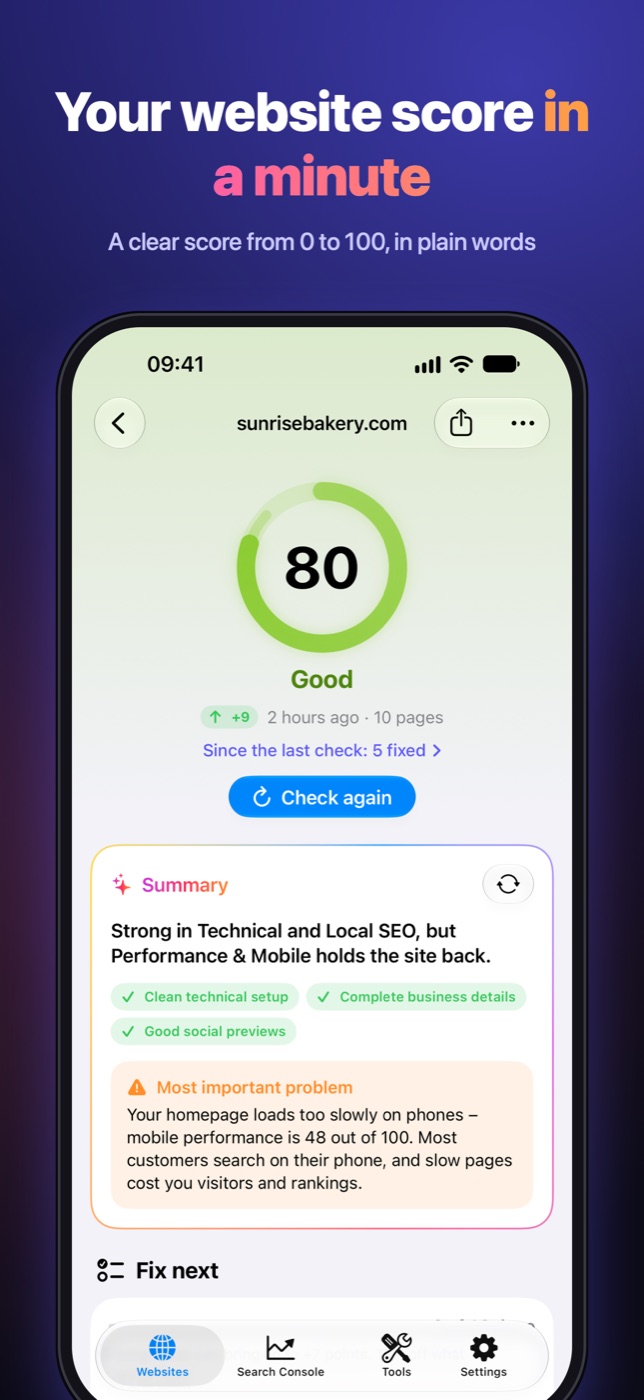 Your website score in
a minute
A clear score from 0 to 100, in plain words
09:41
sunrisebakery.com
80
Good
+9 2 hours ago · 10 pages
Since the last check: 5 fixed
Check again
Summary
Strong in Technical and Local SEO, but
Performance & Mobile holds the site back.
Clean technical setup Complete business details
Good social previews
Most important problem
Your homepage loads too slowly on phones –
mobile performance is 48 out of 100. Most
customers search on their phone, and slow pages
cost you visitors and rankings.
Fix next
Websites Search Console Tools Settings